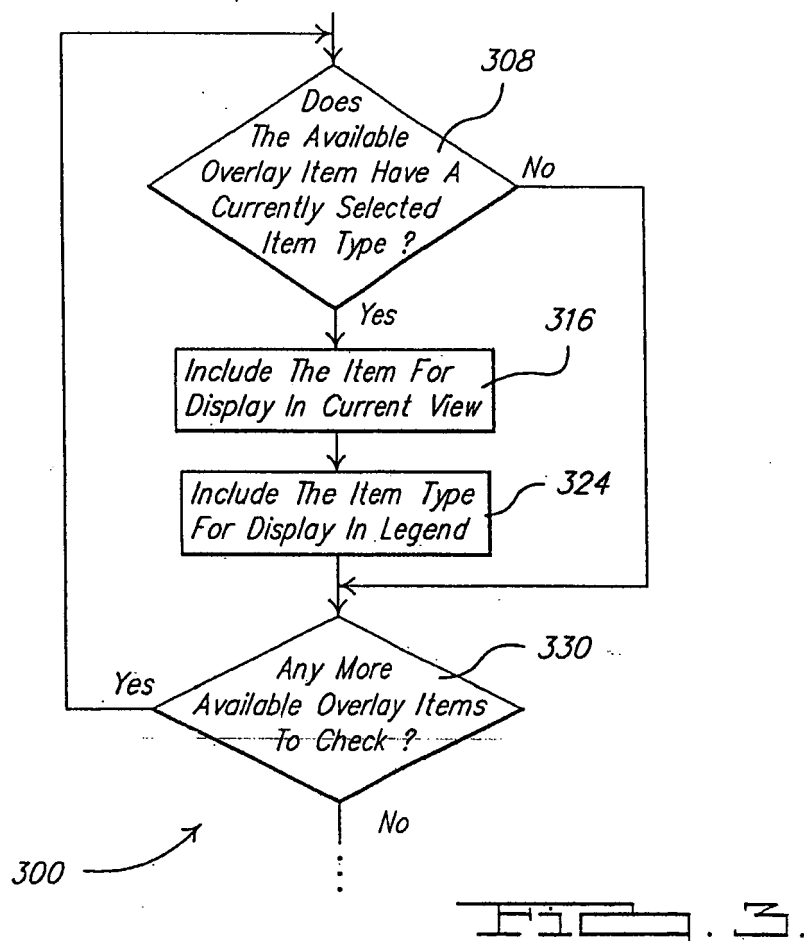 308
Does
The Available
Overlay Item Have A
Currently Selected
Item Type ?
No
Yes
316
Include The Item For
Display In Current View
324
Include The Item Type
For Display In Legend
330
Any More
Available Overlay Items
To Check ?
Yes
No
300
Fig. 3.